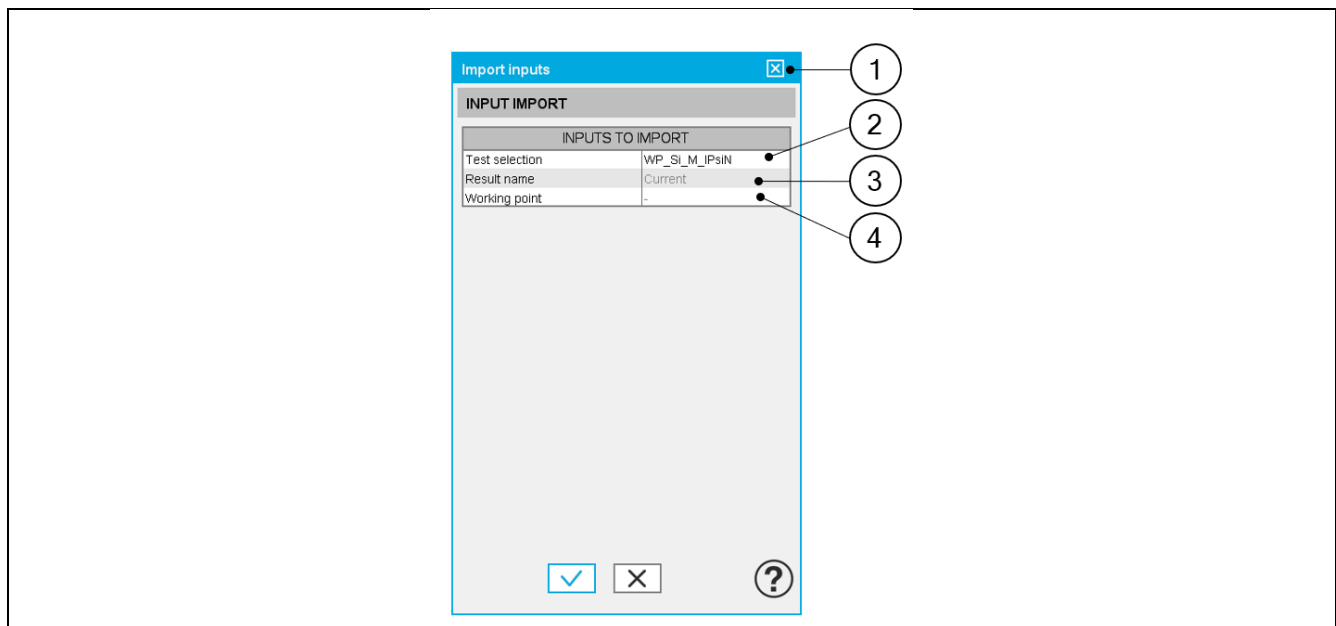 Import inputs
1
INPUT IMPORT
2
INPUTS TO IMPORT
Test selection WP_Si_M_IPsiN
Result name Current
3
Working point -
4
?